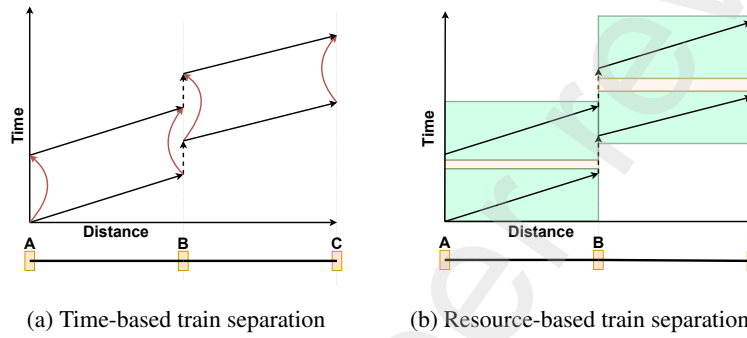 Time
Distance
A
B
C
(a) Time-based train separation
Time
Distance
A
B
(b) Resource-based train separation